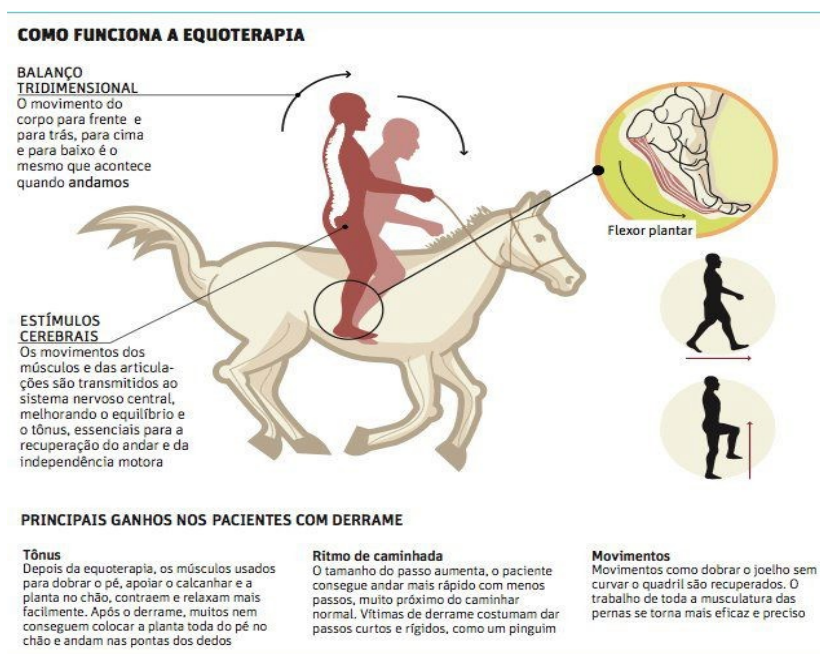 COMO FUNCIONA A EQUOTERAPIA
BALANÇO
TRIDIMENSIONAL
O movimento do
corpo para frente e
para trás, para cima
e para baixo é o
mesmo que acontece
quando andamos
Flexor plantar
ESTÍMULOS
CEREBRAIS
Os movimentos dos
músculos e das articula-
ções são transmitidos ao
sistema nervoso central,
melhorando o equilíbrio e
o tônus, essenciais para a
recuperação do andar e da
independência motora
PRINCIPAIS GANHOS NOS PACIENTES COM DERRAME
Tônus
Depois da equoterapia, os músculos usados
para dobrar o pé, apoiar o calcanhar e a
planta no chão, contraem e relaxam mais
facilmente. Após o derrame, muitos nem
conseguem colocar a planta toda do pé no
chão e andam nas pontas dos dedos
Ritmo de caminhada
O tamanho do passo aumenta, o paciente
consegue andar mais rápido com menos
passos, muito próximo do caminhar
normal. Vítimas de derrame costumam dar
passos curtos e rígidos, como um pinguim
Movimentos
Movimentos como dobrar o joelho sem
curvar o quadril são recuperados. O
trabalho de toda a musculatura das
pernas se torna mais eficaz e preciso